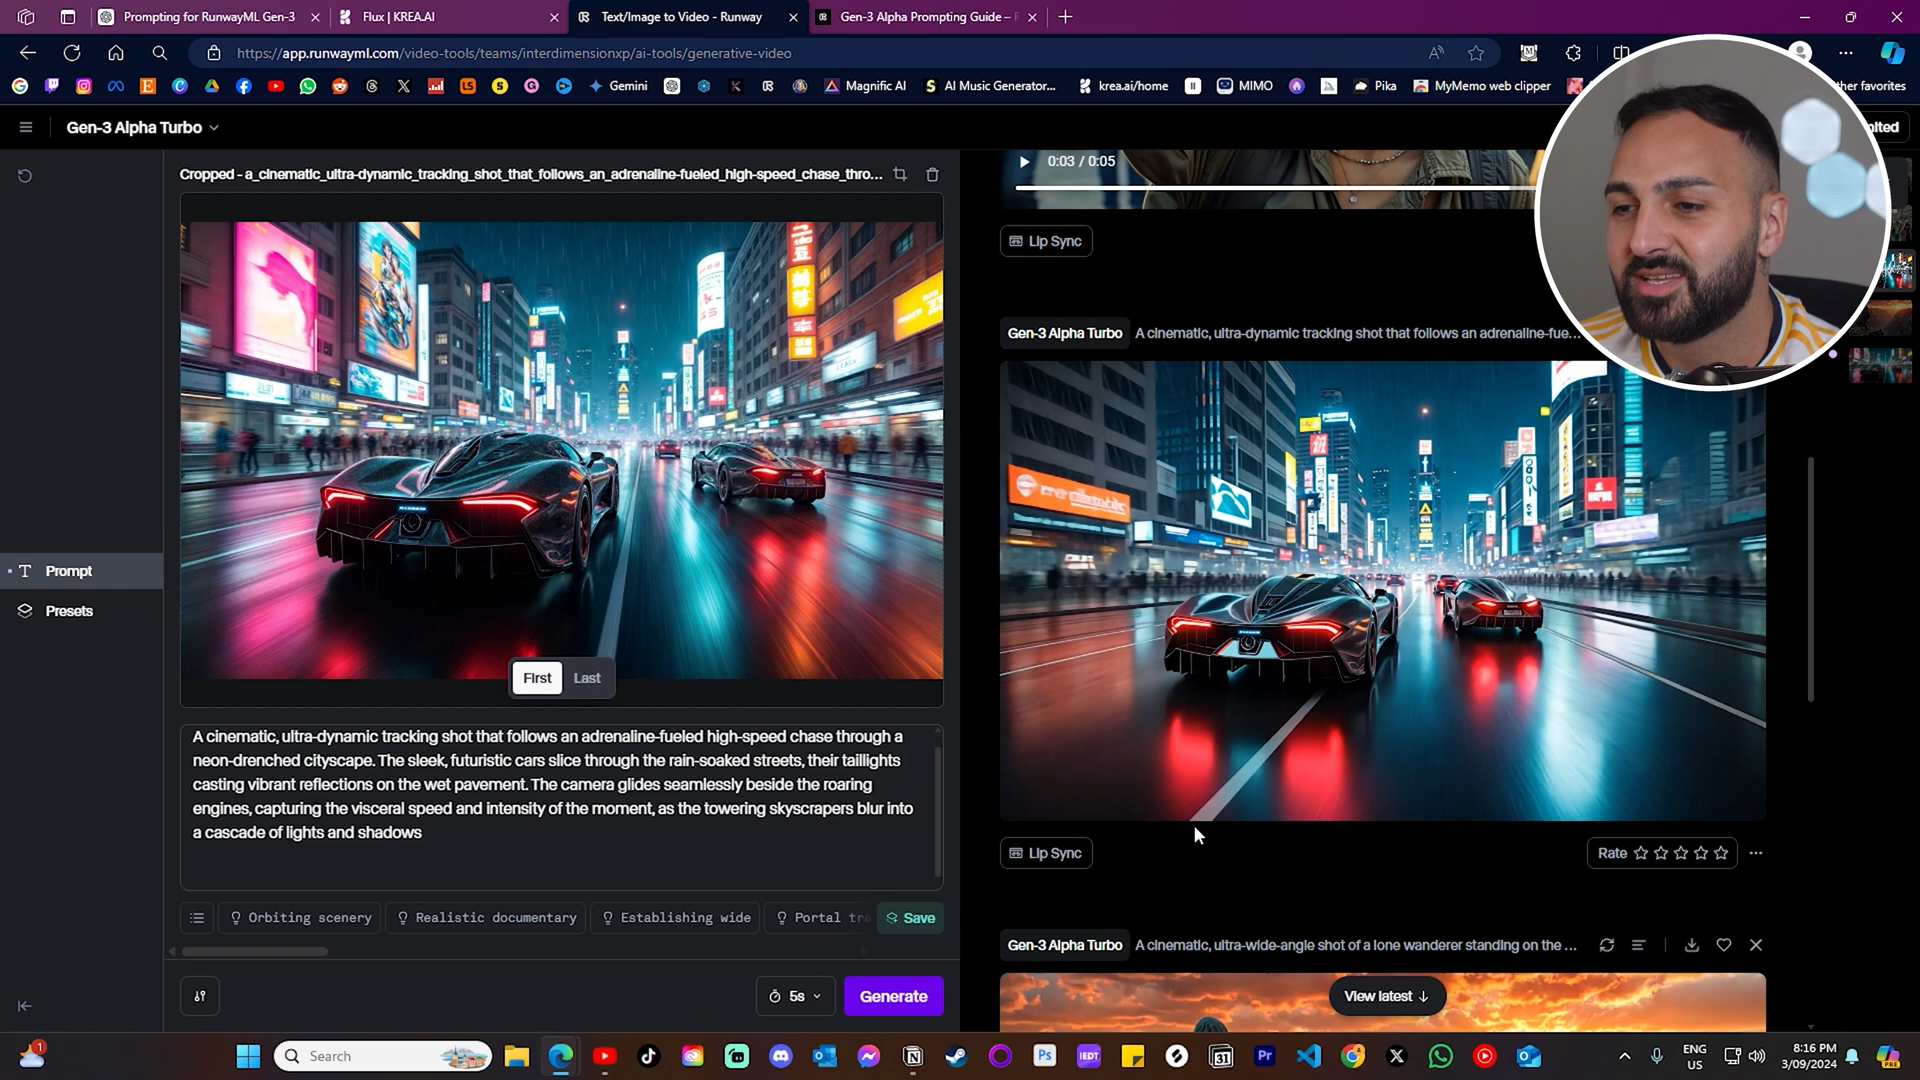 Prompting for RunwayML Gen-3
Flux | KREA.AI
Text/Image to Video - Runway
Gen-3 Alpha Prompting Guide –
https://app.runwayml.com/video-tools/teams/interdimensionxp/ai-tools/generative-video
Gemini
Magnific AI
AI Music Generator...
krea.ai/home
MIMO
Pika
MyMemo web clipper
her favorites
Gen-3 Alpha Turbo
Cropped - a_cinematic_ultra-dynamic_tracking_shot_that_follows_an_adrenaline-fueled_high-speed_chase_thro...
0:03 / 0:05
Lip Sync
Gen-3 Alpha Turbo A cinematic, ultra-dynamic tracking shot that follows an adrenaline-fue...
Prompt
Presets
First Last
A cinematic, ultra-dynamic tracking shot that follows an adrenaline-fueled high-speed chase through a
neon-drenched cityscape. The sleek, futuristic cars slice through the rain-soaked streets, their taillights
casting vibrant reflections on the wet pavement. The camera glides seamlessly beside the roaring
engines, capturing the visceral speed and intensity of the moment, as the towering skyscrapers blur into
a cascade of lights and shadows
Lip Sync
Rate
Orbiting scenery
Realistic documentary
Establishing wide
Portal tra
Save
Gen-3 Alpha Turbo A cinematic, ultra-wide-angle shot of a lone wanderer standing on the ...
5s
Generate
View latest ↓
Search
ENG
US
8:16 PM
3/09/2024